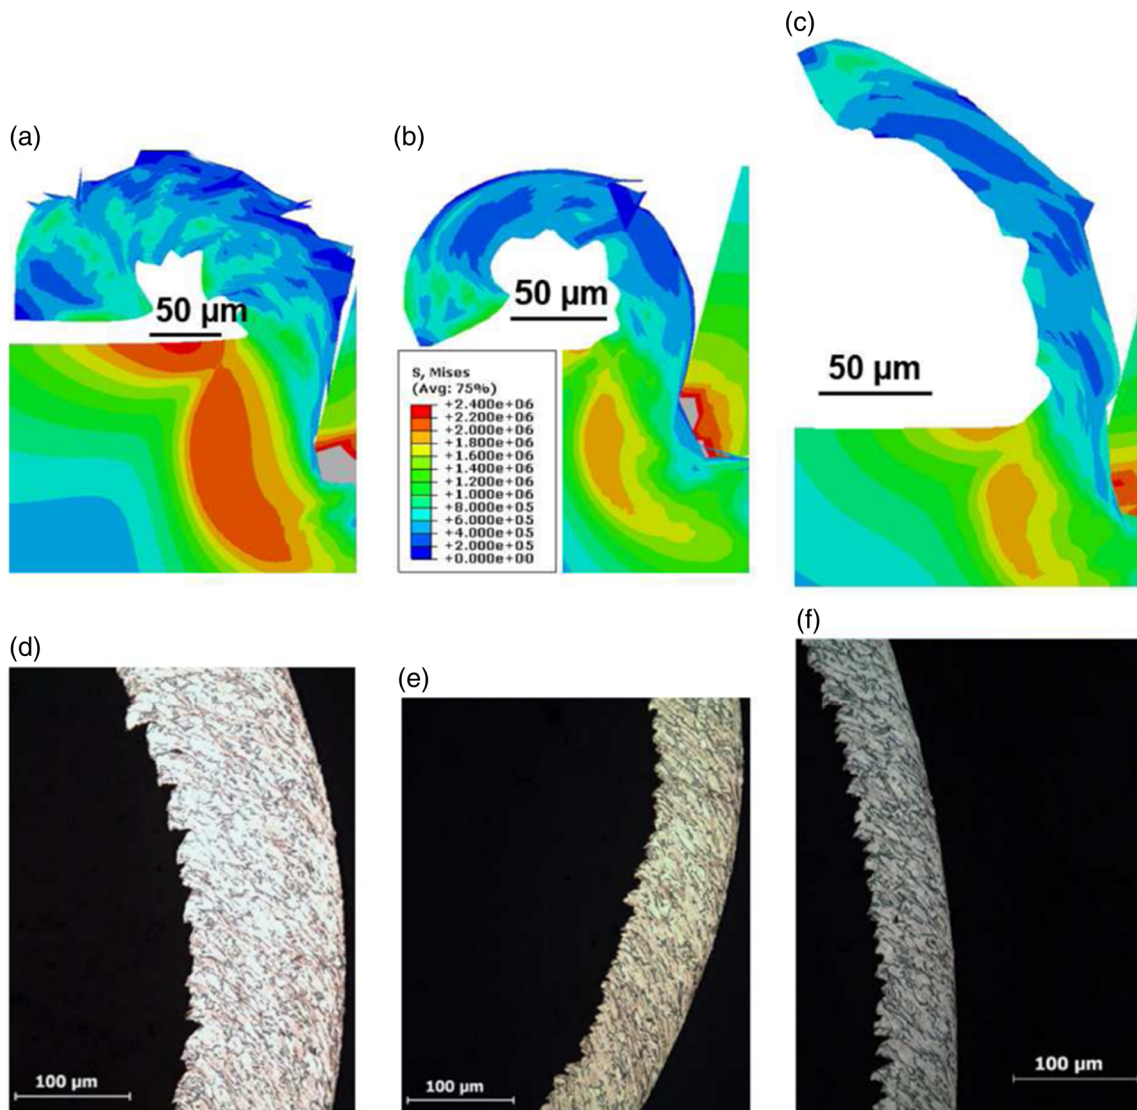 (c)
(a)
(b)
50 µm
50 µm
50 µm
S, Mises
(Avg: 75%)
+2.400e+06
+2.200e+06
+2.000e+06
+1.800e+06
+1.600e+06
+1.400e+06
+1.200e+06
+1.000e+06
+8.000e+05
+6.000e+05
+4.000e+05
+2.000e+05
+0.000e+00
(d)
(e)
(f)
100 µm
100 µm
100 µm